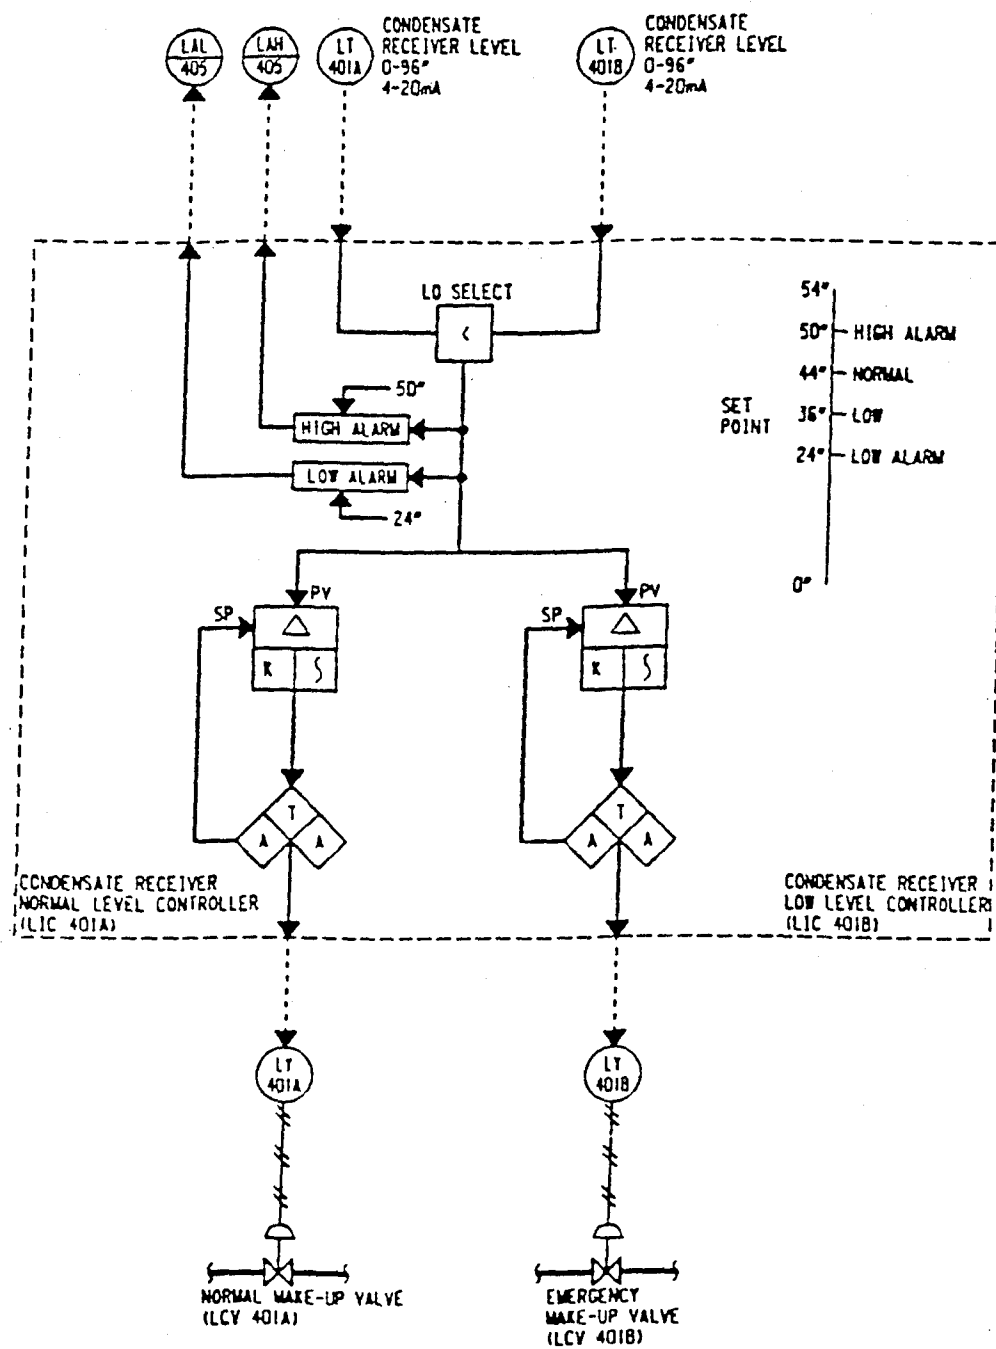 LAL
405
LAH
405
LT
401A
CONDENSATE
RECEIVER LEVEL
0-96"
4-20mA
LT
401B
CONDENSATE
RECEIVER LEVEL
0-96"
4-20mA
LO SELECT
<
50"
HIGH ALARM
LOW ALARM
24"
SET
POINT
54"
50" HIGH ALARM
44" NORMAL
36" LOW
24" LOW ALARM
0"
PV
SP
△
K ∫
T
A A
PV
SP
△
K ∫
T
A A
CONDENSATE RECEIVER
NORMAL LEVEL CONTROLLER
(LIC 401A)
CONDENSATE RECEIVER
LOW LEVEL CONTROLLER
(LIC 401B)
LY
401A
LY
401B
NORMAL MAKE-UP VALVE
(LCV 401A)
EMERGENCY
MAKE-UP VALVE
(LCV 401B)